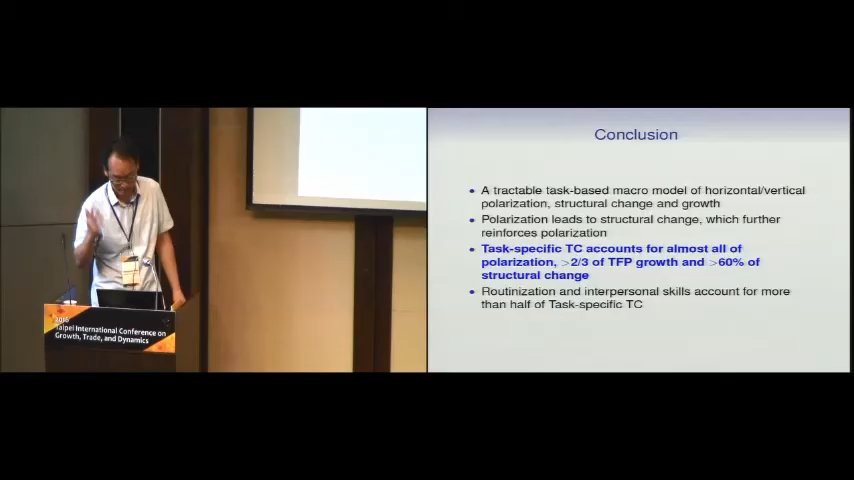 2016
Taipei International Conference on
Growth, Trade, and Dynamics
Conclusion
• A tractable task-based macro model of horizontal/vertical
polarization, structural change and growth
• Polarization leads to structural change, which further
reinforces polarization
• Task-specific TC accounts for almost all of
polarization, >2/3 of TFP growth and >60% of
structural change
• Routinization and interpersonal skills account for more
than half of Task-specific TC